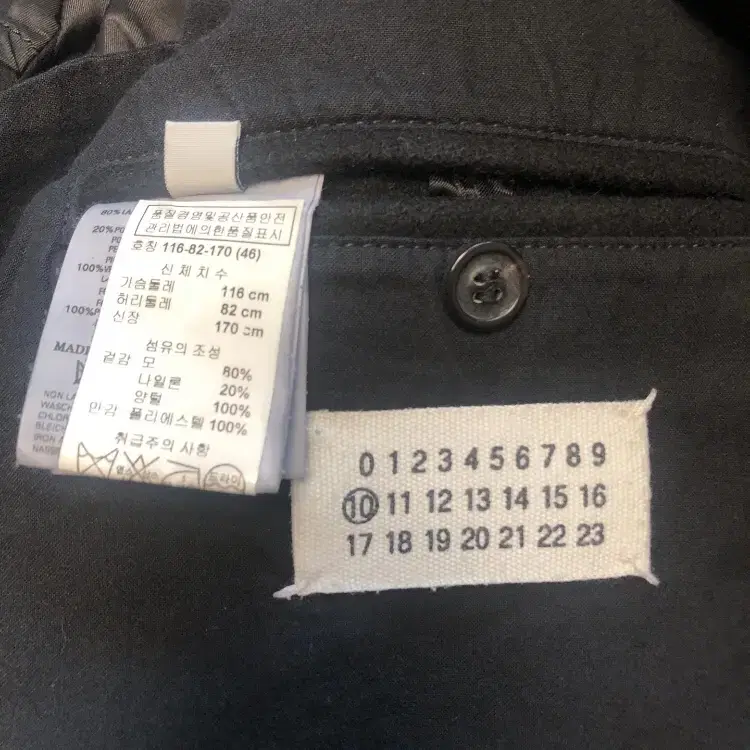 80%
20%PO
100%VE
100%P
MADE
NON LA
WASCH
CHLOR
BLEICH
IRON A
품질경영및공산품안전
관리법에의한품질표시
호칭 116-82-170 (46)
신체치수
가슴둘레 116 cm
허리둘레 82 cm
신장 170 cm
섬유의 조성
겉감 모 80%
나일론 20%
양털 100%
안감 폴리에스텔 100%
취급주의 사항
드라이
0 1 2 3 4 5 6 7 8 9
10 11 12 13 14 15 16
17 18 19 20 21 22 23